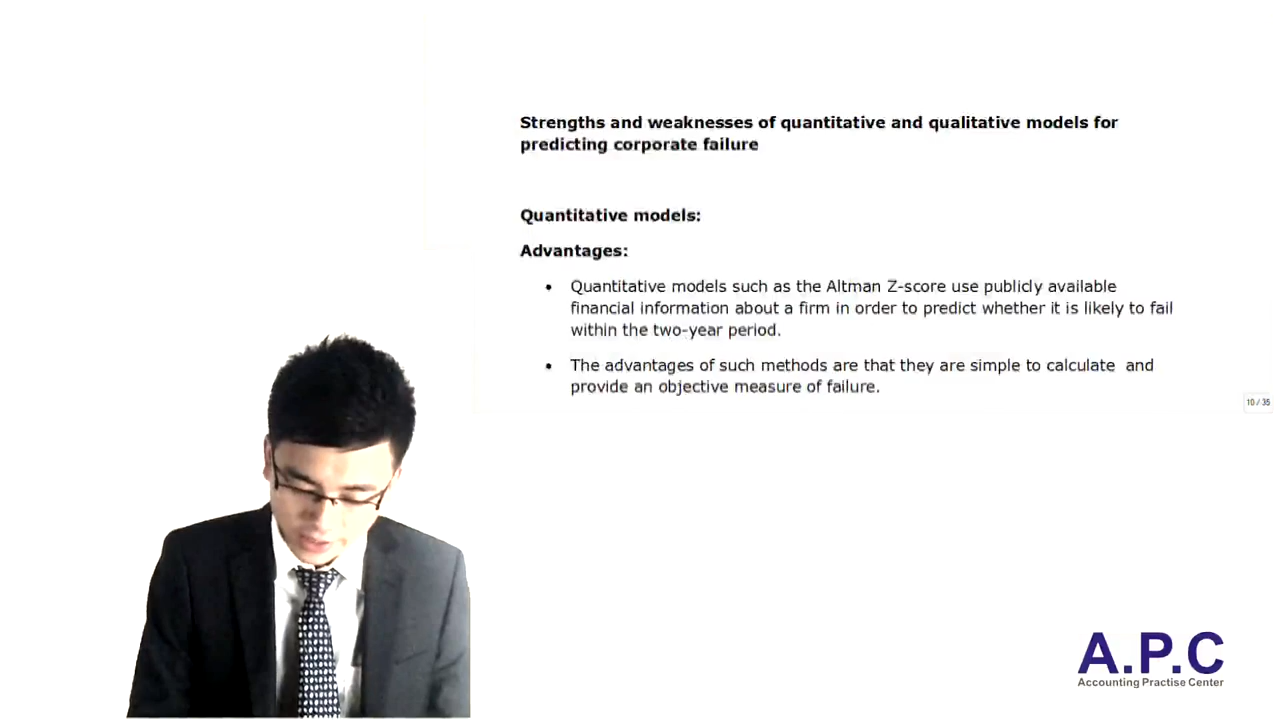 Strengths and weaknesses of quantitative and qualitative models for
predicting corporate failure
Quantitative models:
Advantages:
• Quantitative models such as the Altman Z-score use publicly available
financial information about a firm in order to predict whether it is likely to fail
within the two-year period.
• The advantages of such methods are that they are simple to calculate and
provide an objective measure of failure.
10 / 35
A.P.C
Accounting Practise Center